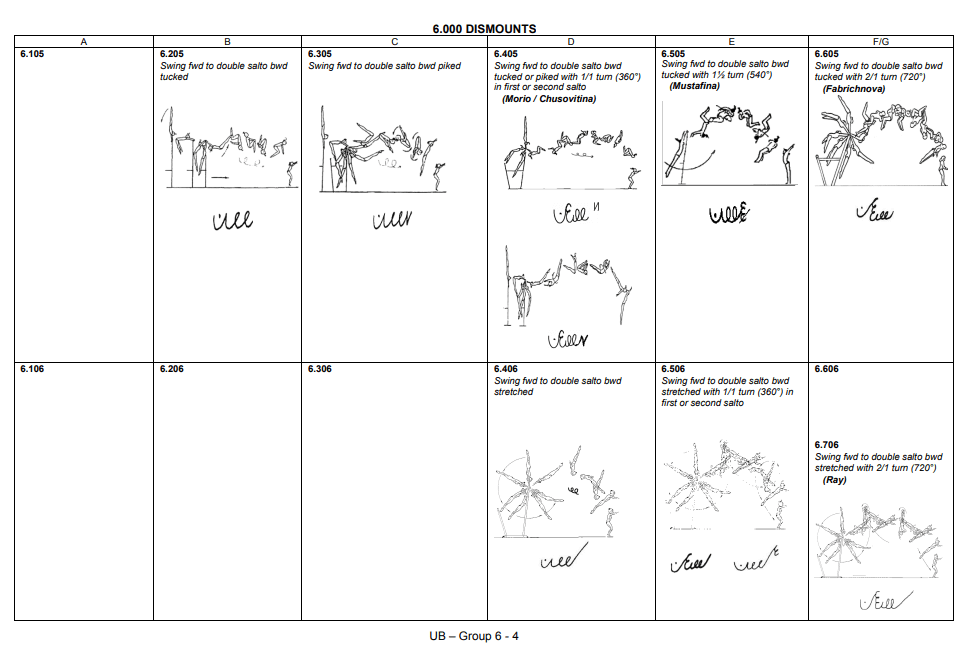 6.000 DISMOUNTS
A
B
C
D
E
F/G
6.105
6.205
Swing fwd to double salto bwd
tucked
6.305
Swing fwd to double salto bwd piked
6.405
Swing fwd to double salto bwd
tucked or piked with 1/1 turn (360°)
in first or second salto
(Morio / Chusovitina)
6.505
Swing fwd to double salto bwd
tucked with 1½ turn (540°)
(Mustafina)
6.605
Swing fwd to double salto bwd
tucked with 2/1 turn (720°)
(Fabrichnova)
6.106
6.206
6.306
6.406
Swing fwd to double salto bwd
stretched
6.506
Swing fwd to double salto bwd
stretched with 1/1 turn (360°) in
first or second salto
6.606
6.706
Swing fwd to double salto bwd
stretched with 2/1 turn (720°)
(Ray)
UB – Group 6 - 4